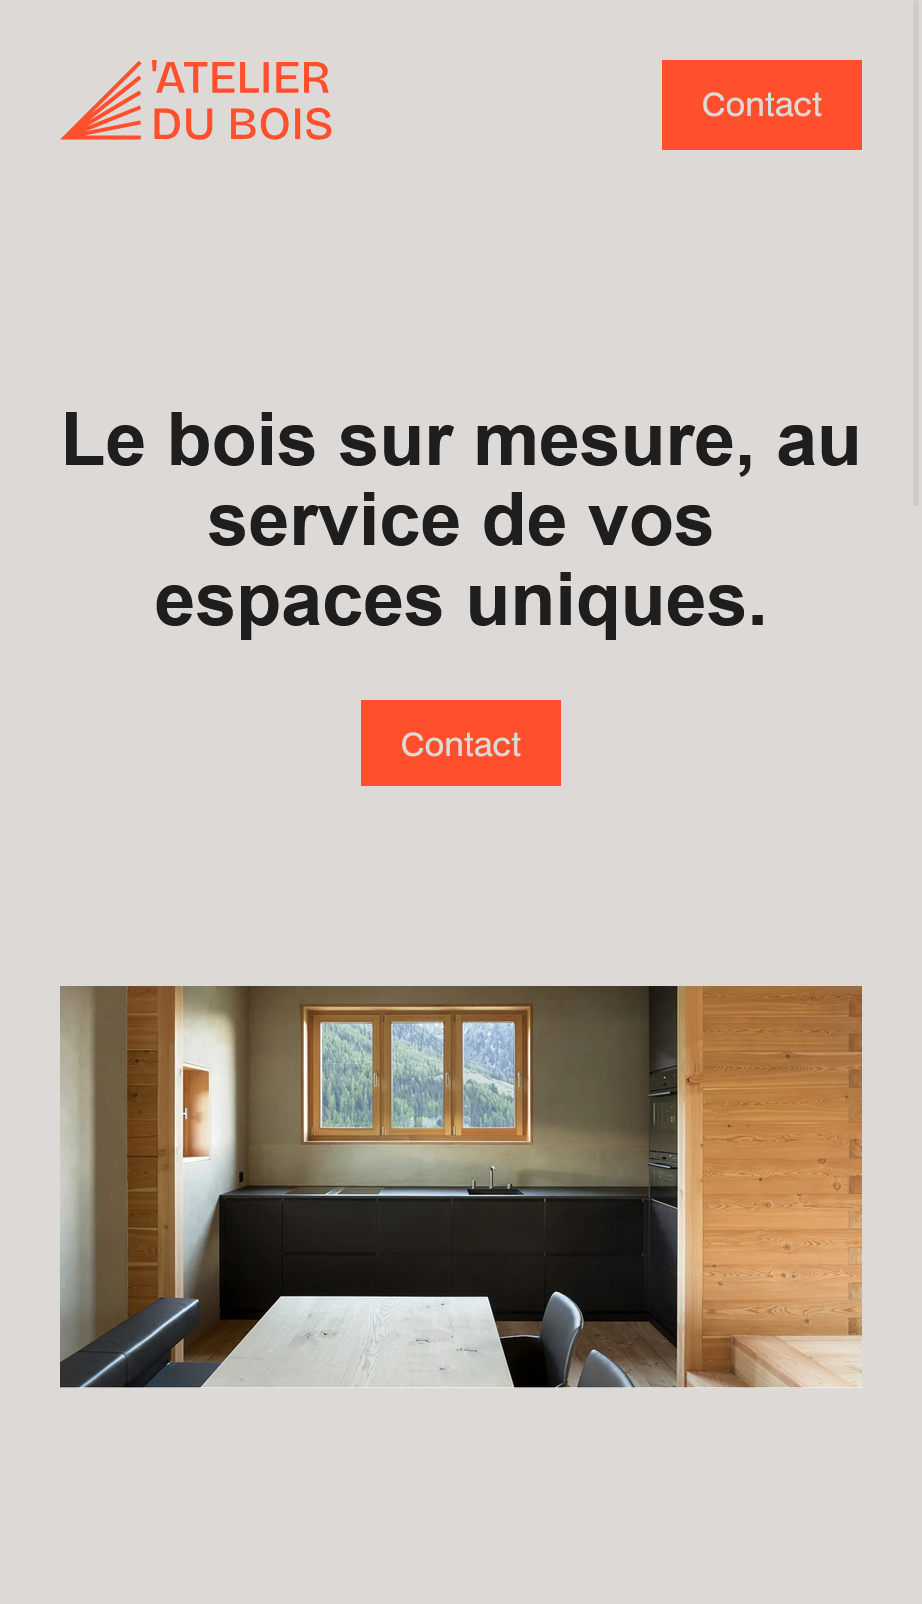 'ATELIER
DU BOIS
Contact
Le bois sur mesure, au
service de vos
espaces uniques.
Contact